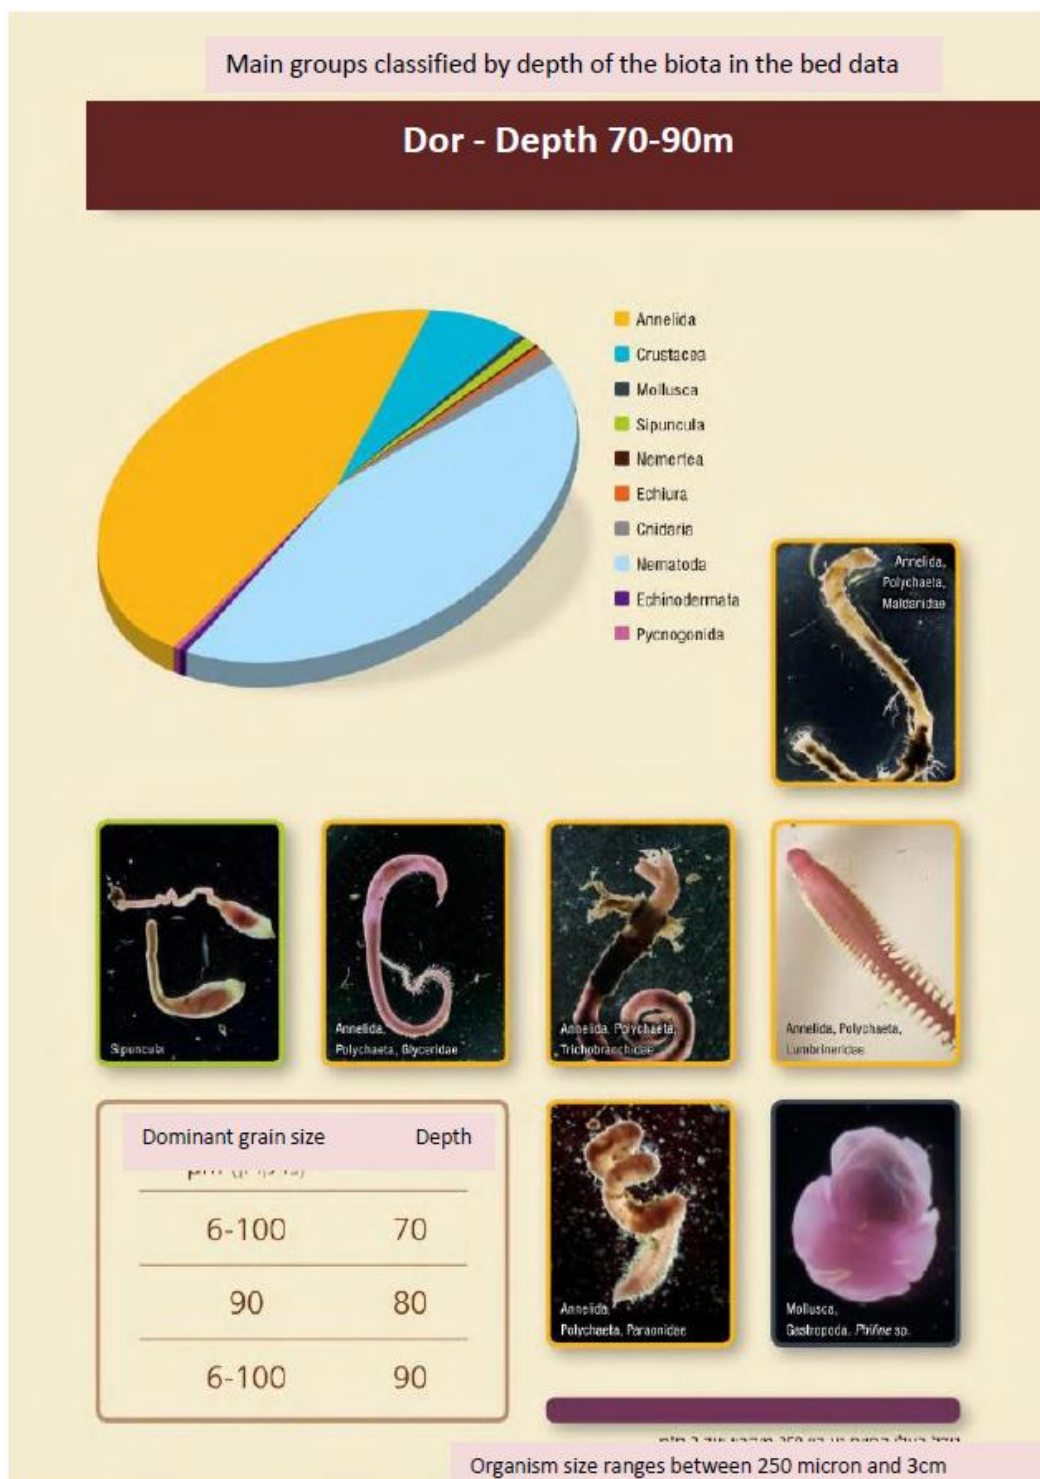 Main groups classified by depth of the biota in the bed data
Dor - Depth 70-90m
Annelida
Crustacea
Mollusca
Sipuncula
Nemertea
Echiura
Cnidaria
Nematoda
Echinodermata
Pycnogonida
Annelida,
Polychaeta,
Maldanidae
Sipuncula
Annelida,
Polychaeta, Glyceridae
Annelida, Polychaeta,
Trichobranchidae
Annelida, Polychaeta,
Lumbrineridae
Dominant grain size Depth
6-100 70
90 80
6-100 90
Annelida,
Polychaeta, Paraonidae
Mollusca,
Gastropoda, Philine sp.
Organism size ranges between 250 micron and 3cm